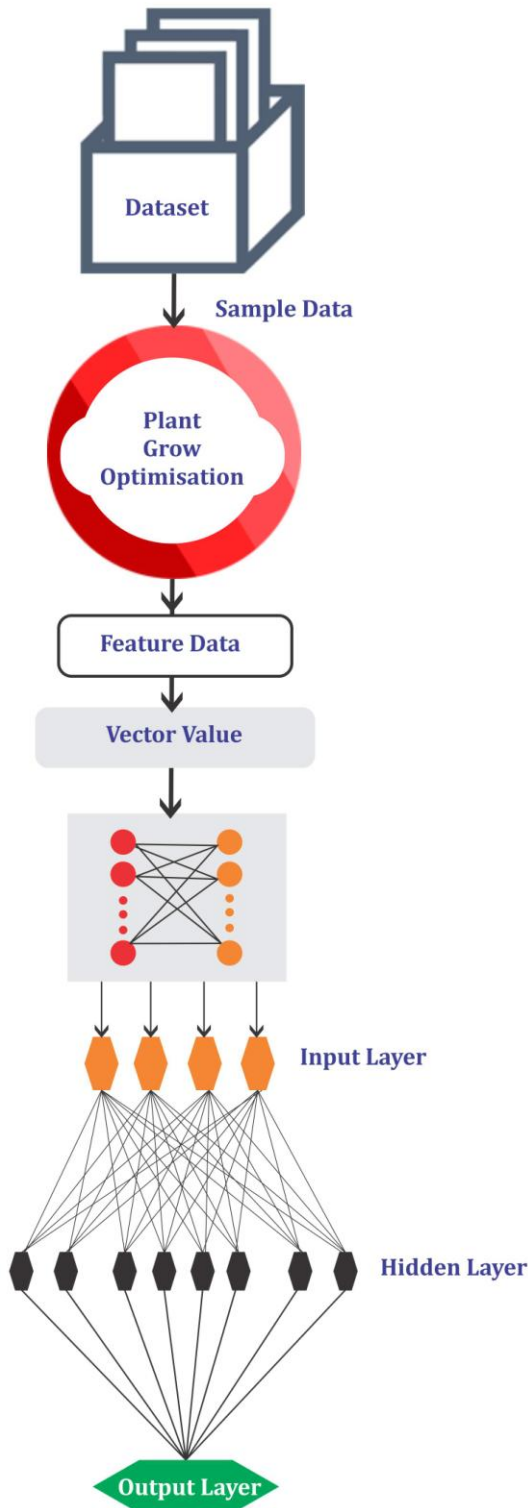 Dataset
Sample Data
Plant
Grow
Optimisation
Feature Data
Vector Value
Input Layer
Hidden Layer
Output Layer